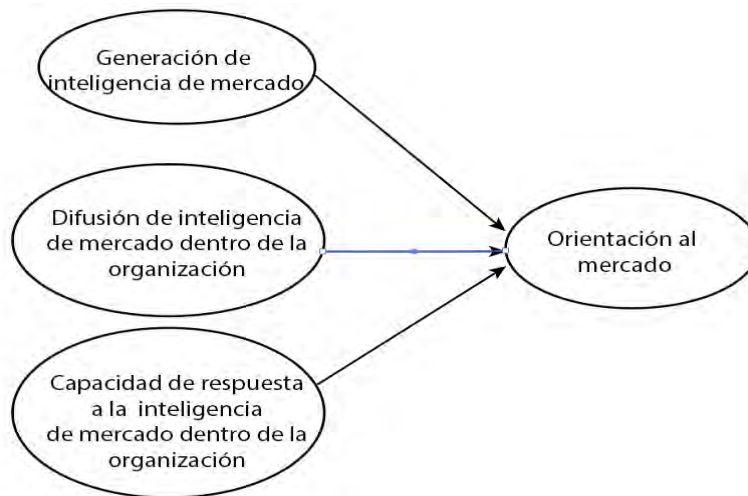 Generación de
inteligencia de mercado
Difusión de inteligencia
de mercado dentro de la
organización
Orientación al
mercado
Capacidad de respuesta
a la inteligencia
de mercado dentro de la
organización